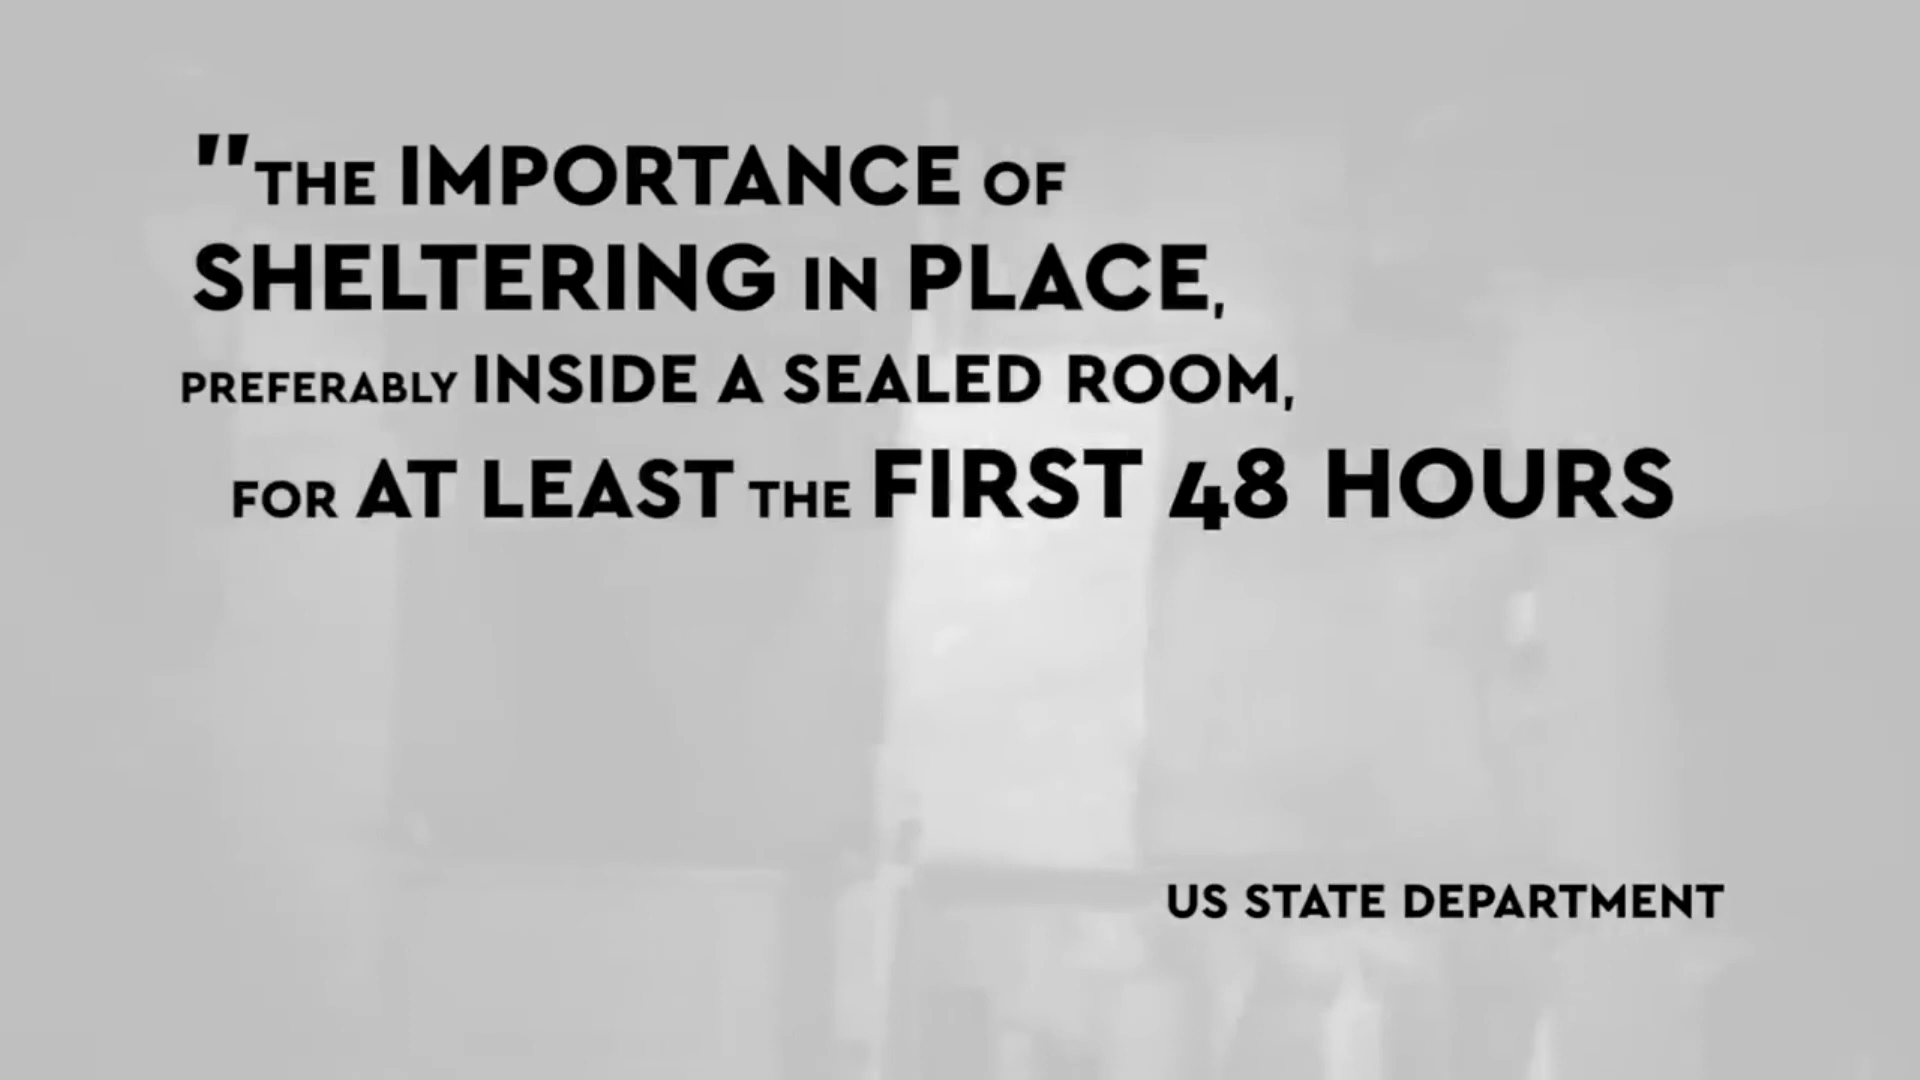 "THE IMPORTANCE OF
SHELTERING IN PLACE,
PREFERABLY INSIDE A SEALED ROOM,
FOR AT LEAST THE FIRST 48 HOURS
US STATE DEPARTMENT